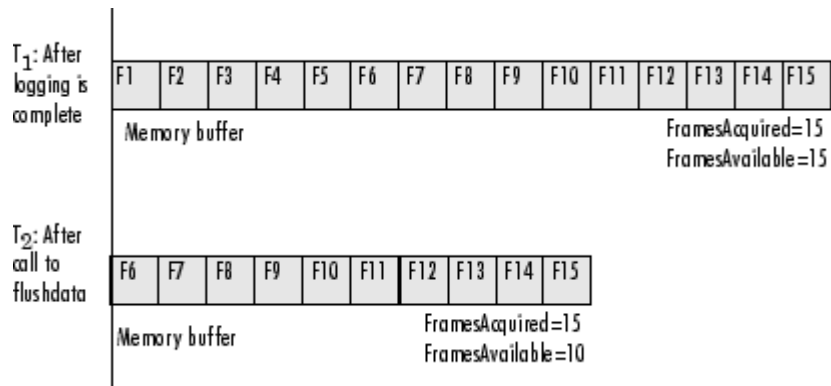 T1: After
logging is
complete
F1 F2 F3 F4 F5 F6 F7 F8 F9 F10 F11 F12 F13 F14 F15
Memory buffer
FramesAcquired=15
FramesAvailable=15
T2: After
call to
flushdata
F6 F7 F8 F9 F10 F11 F12 F13 F14 F15
Memory buffer
FramesAcquired=15
FramesAvailable=10